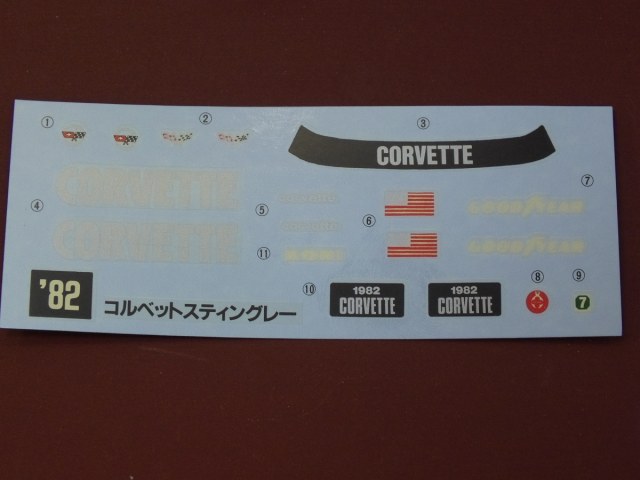 ① ② ③
CORVETTE
CORVETTE
④ ⑤ ⑥ ⑦
GOODYEAR
CORVETTE
GOODYEAR
⑪
⑧ ⑨
'82 コルベットスティングレー
⑩ 1982 CORVETTE
1982 CORVETTE
7